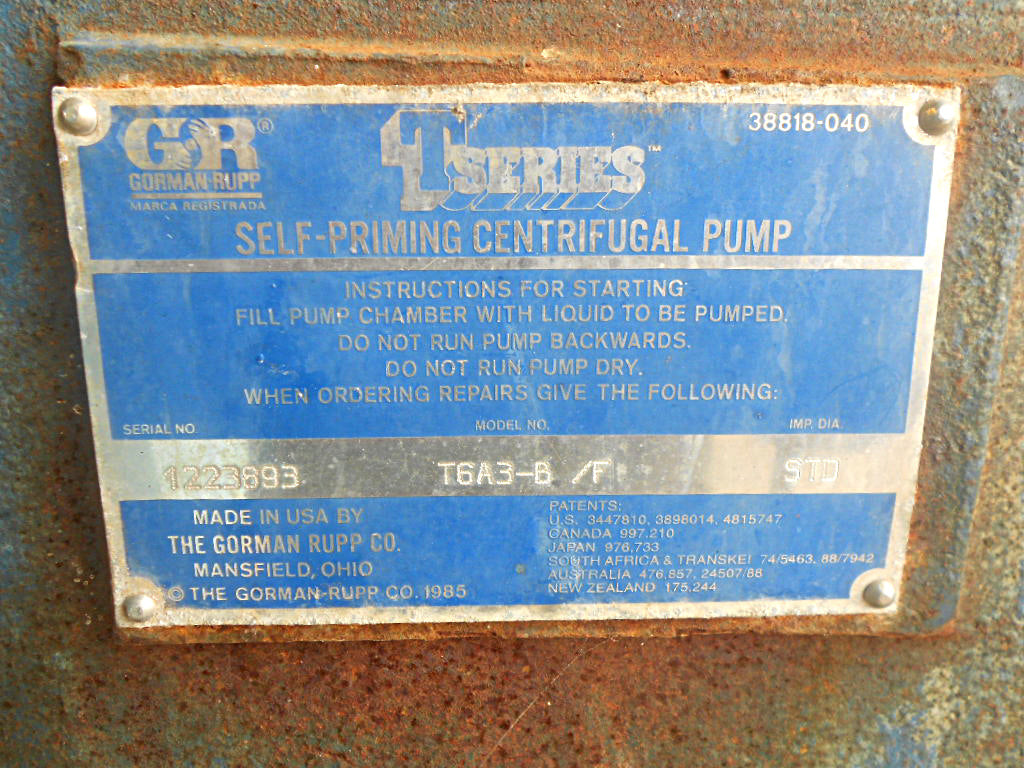 GR®
GORMAN-RUPP
MARCA REGISTRADA
T SERIES™
38818-040
SELF-PRIMING CENTRIFUGAL PUMP
INSTRUCTIONS FOR STARTING
FILL PUMP CHAMBER WITH LIQUID TO BE PUMPED.
DO NOT RUN PUMP BACKWARDS.
DO NOT RUN PUMP DRY.
WHEN ORDERING REPAIRS GIVE THE FOLLOWING:
SERIAL NO. MODEL NO. IMP. DIA.
1223893 T6A3-B /F STD
MADE IN USA BY
THE GORMAN RUPP CO.
MANSFIELD, OHIO
© THE GORMAN-RUPP CO. 1985
PATENTS:
U.S. 3447810, 3898014, 4815747
CANADA 997,210
JAPAN 976,733
SOUTH AFRICA & TRANSKEI 74/5463, 88/7942
AUSTRALIA 476,857, 24507/88
NEW ZEALAND 175,244